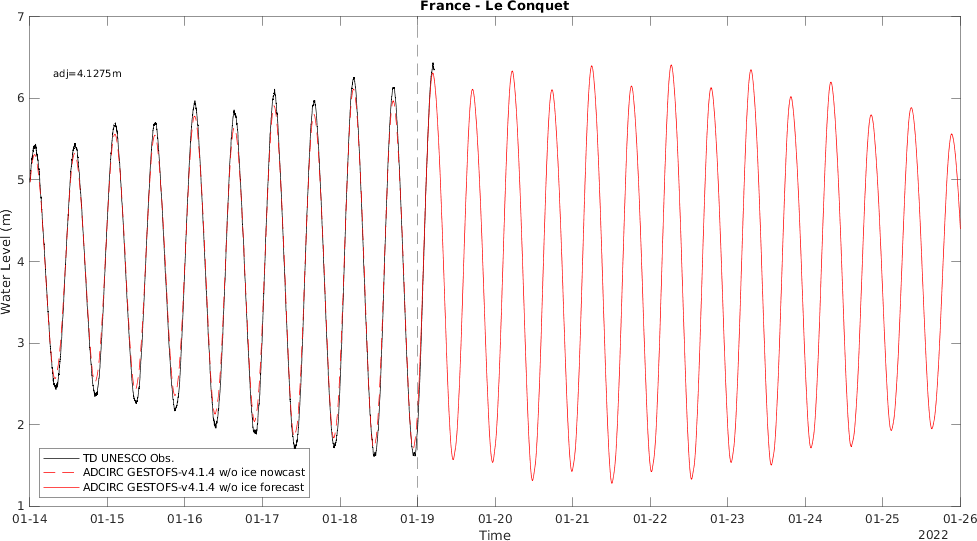 France - Le Conquet
adj=4.1275m
Water Level (m)
7
6
5
4
3
2
1
TD UNESCO Obs.
ADCIRC GESTOFS-v4.1.4 w/o ice nowcast
ADCIRC GESTOFS-v4.1.4 w/o ice forecast
01-14 01-15 01-16 01-17 01-18 01-19 01-20 01-21 01-22 01-23 01-24 01-25 01-26
Time
2022